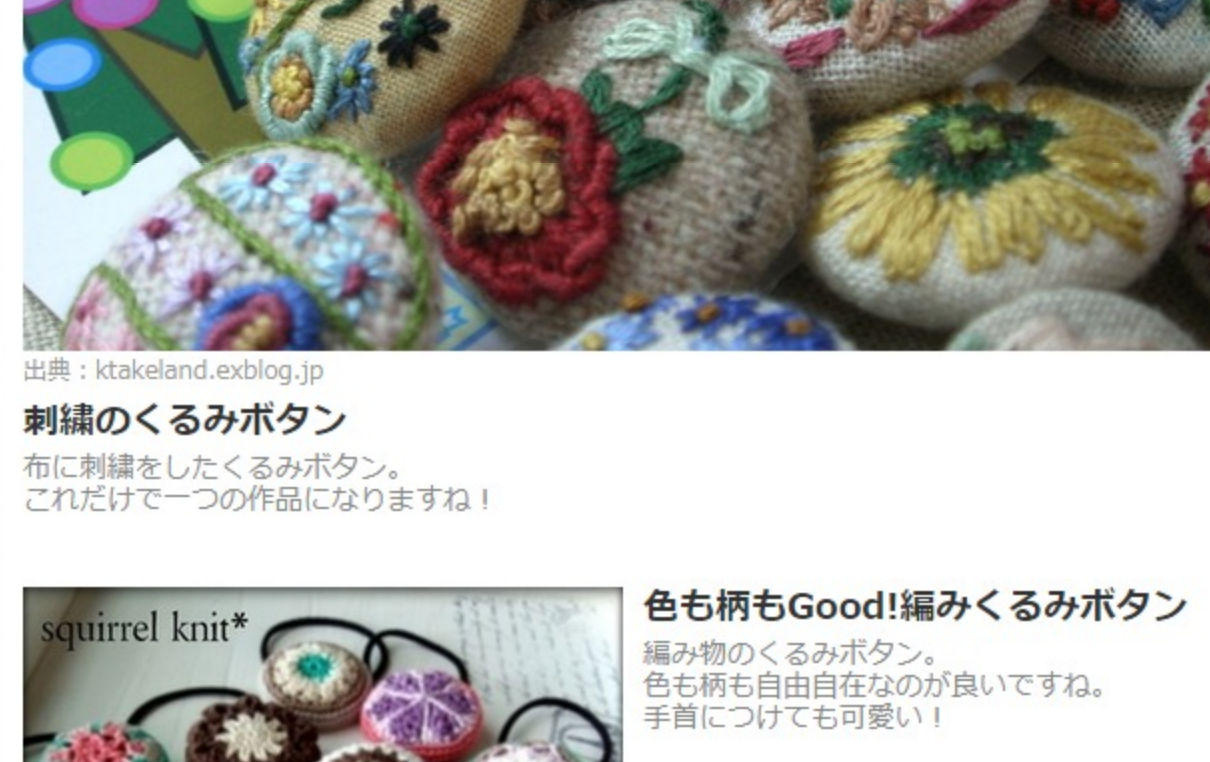 出典：ktakeland.exblog.jp
刺繍のくるみボタン
布に刺繍をしたくるみボタン。
これだけで一つの作品になりますね！
squirrel knit*
色も柄もGood!編みくるみボタン
編み物のくるみボタン。
色も柄も自由自在なのが良いですね。
手首につけても可愛い！